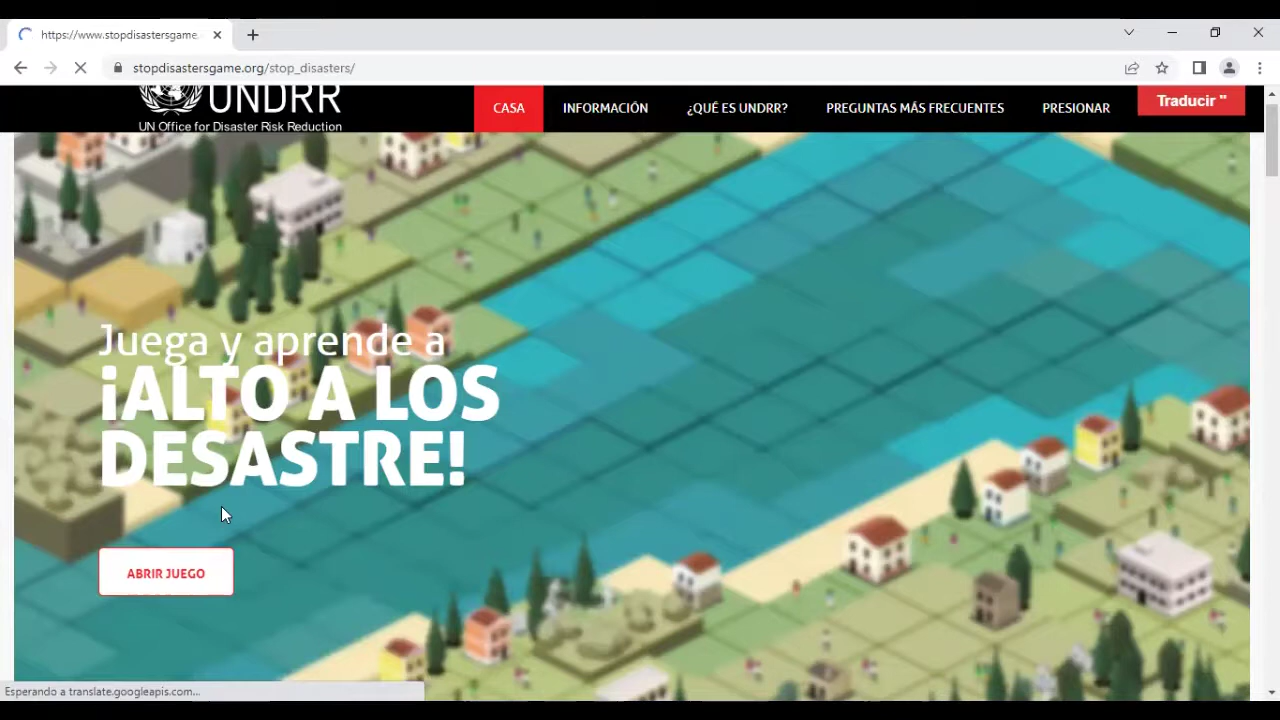 https://www.stopdisastersgame.
stopdisastersgame.org/stop_disasters/
UNDRR
UN Office for Disaster Risk Reduction
CASA
INFORMACIÓN
¿QUÉ ES UNDRR?
PREGUNTAS MÁS FRECUENTES
PRESIONAR
Traducir "
Juega y aprende a
¡ALTO A LOS
DESASTRE!
ABRIR JUEGO
Esperando a translate.googleapis.com...